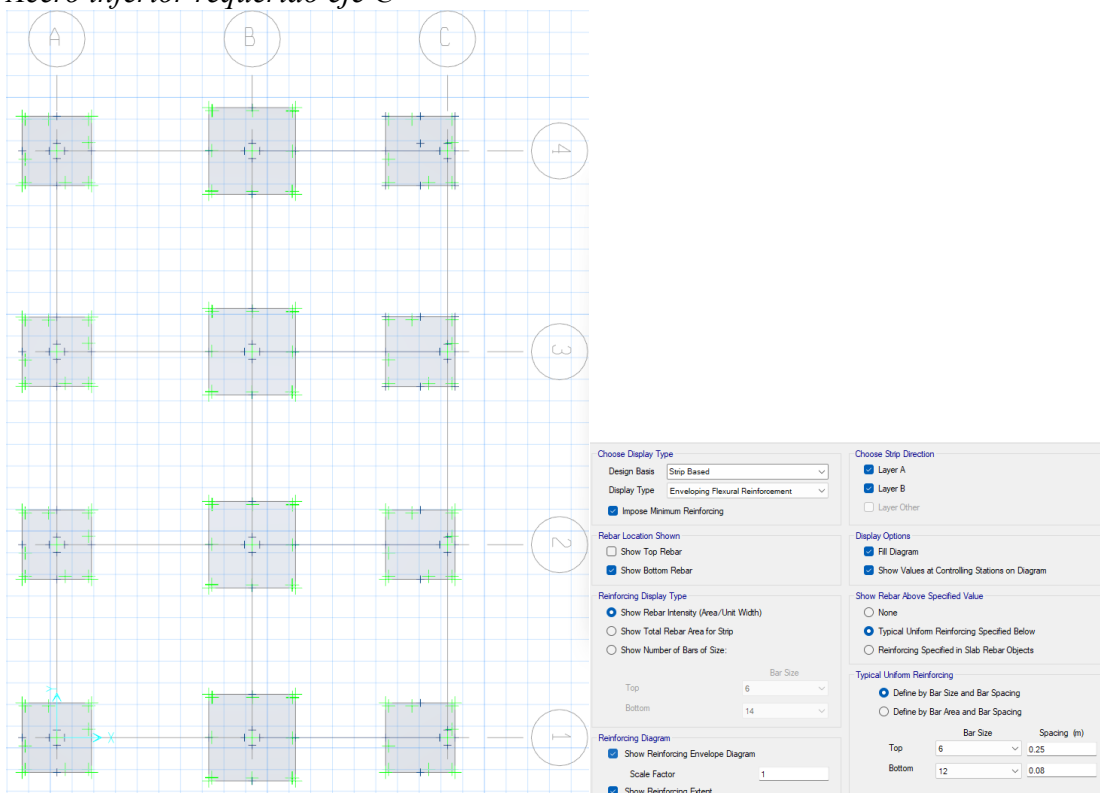 Acero inferior requerido eje C
A
B
C
4
3
2
1
Y
X
Choose Display Type
Design Basis Strip Based
Display Type Enveloping Flexural Reinforcement
Impose Minimum Reinforcing
Choose Strip Direction
Layer A
Layer B
Layer Other
Rebar Location Shown
Show Top Rebar
Show Bottom Rebar
Display Options
Fill Diagram
Show Values at Controlling Stations on Diagram
Reinforcing Display Type
Show Rebar Intensity (Area/Unit Width)
Show Total Rebar Area for Strip
Show Number of Bars of Size:
Bar Size
Top 6
Bottom 14
Show Rebar Above Specified Value
None
Typical Uniform Reinforcing Specified Below
Reinforcing Specified in Slab Rebar Objects
Typical Uniform Reinforcing
Define by Bar Size and Bar Spacing
Define by Bar Area and Bar Spacing
Bar Size Spacing (m)
Top 6 0.25
Bottom 12 0.08
Reinforcing Diagram
Show Reinforcing Envelope Diagram
Scale Factor 1
Show Reinforcing Extent